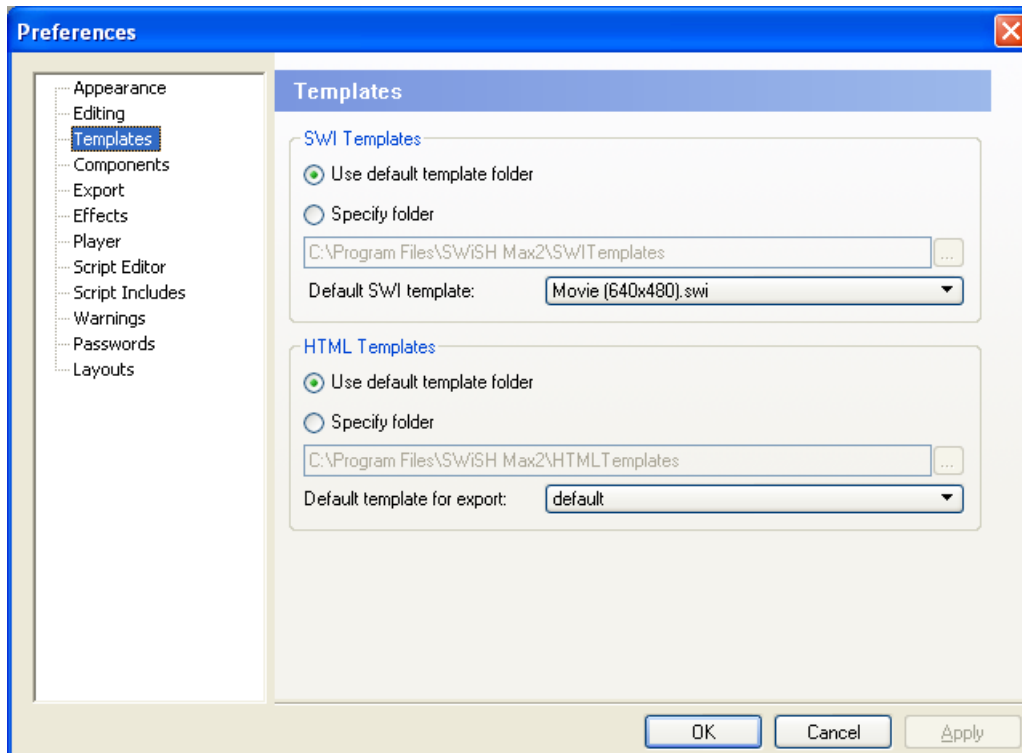 Preferences
Appearance
Editing
Templates
Components
Export
Effects
Player
Script Editor
Script Includes
Warnings
Passwords
Layouts
Templates
SWI Templates
Use default template folder
Specify folder
C:\Program Files\SWiSH Max2\SWITemplates
...
Default SWI template: Movie (640x480).swi
HTML Templates
Use default template folder
Specify folder
C:\Program Files\SWiSH Max2\HTMLTemplates
...
Default template for export: default
OK Cancel Apply